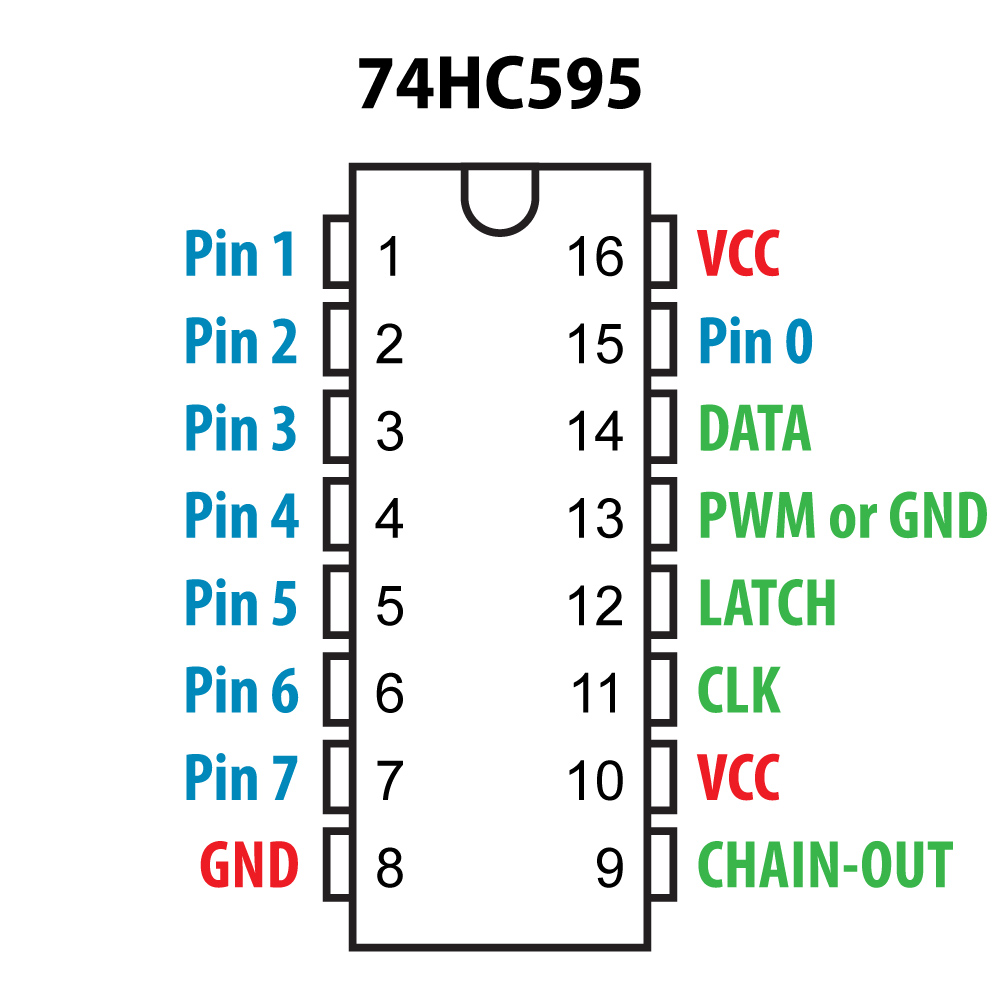 74HC595
Pin 1 1 16 VCC
Pin 2 2 15 Pin 0
Pin 3 3 14 DATA
Pin 4 4 13 PWM or GND
Pin 5 5 12 LATCH
Pin 6 6 11 CLK
Pin 7 7 10 VCC
GND 8 9 CHAIN-OUT